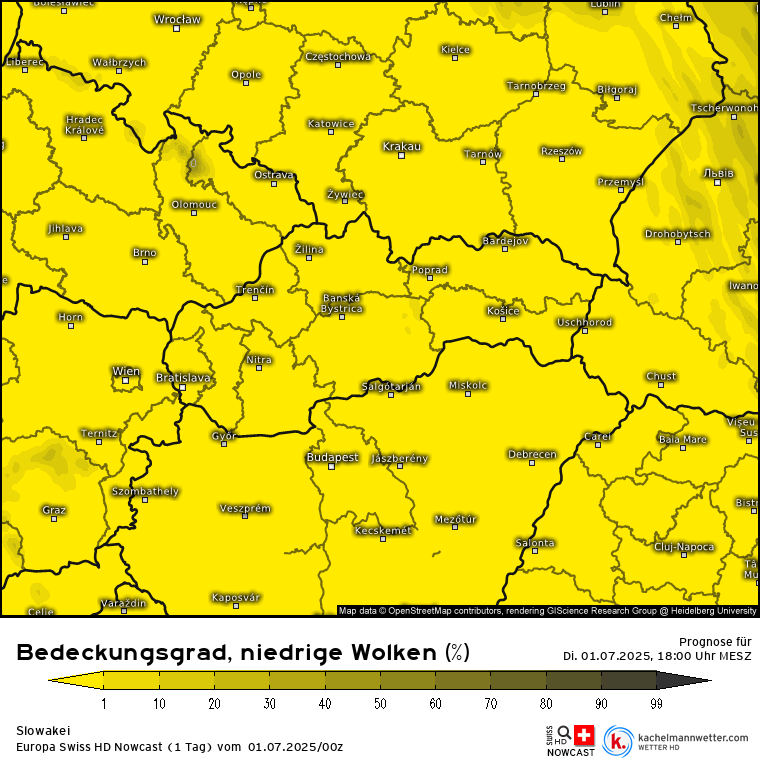 Bolesławiec
Lublin
Wrocław
Chełm
Kielce
Liberec
Wałbrzych
Częstochowa
Opole
Tarnobrzeg
Biłgoraj
Tscherwonoh
Hradec
Králové
Katowice
Krakau
Tarnów
Rzeszów
Ostrava
Львів
Przemyśl
Żywiec
Olomouc
Jihlava
Drohobytsch
Brno
Žilina
Bardejov
Poprad
Iwano
Trenčín
Banská
Bystrica
Horn
Košice
Uschhorod
Nitra
Wien
Bratislava
Salgótarján
Miskolc
Chust
Vișeu
Sus
Ternitz
Győr
Carei
Baia Mare
Budapest
Jászberény
Debrecen
Szombathely
Graz
Veszprém
Mezőtúr
Bistr
Kecskemét
Salonta
Cluj-Napoca
Kaposvár
Varaždin
Celje
Map data © OpenStreetMap contributors, rendering GIScience Research Group @ Heidelberg University
Bedeckungsgrad, niedrige Wolken (%)
Prognose für
Di. 01.07.2025, 18:00 Uhr MESZ
1 10 20 30 40 50 60 70 80 90 99
Slowakei
Europa Swiss HD Nowcast (1 Tag) vom 01.07.2025/00z
SWISS
HD
NOWCAST
k.
kachelmannwetter.com
WETTER HD